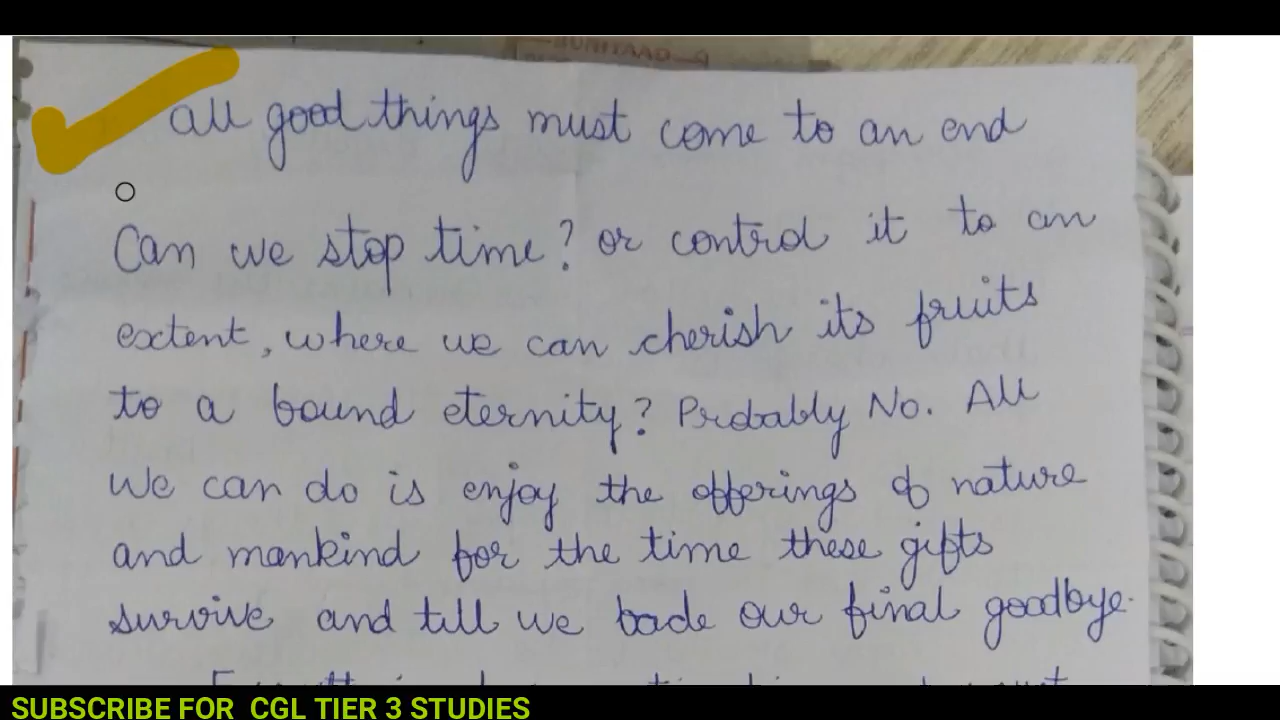 All good things must come to an end
Can we stop time? or control it to an
extent, where we can cherish its fruits
to a bound eternity? Probably No. All
We can do is enjoy the offerings of nature
and mankind for the time these gifts
survive and till we bade our final goodbye.
SUBSCRIBE FOR CGL TIER 3 STUDIES